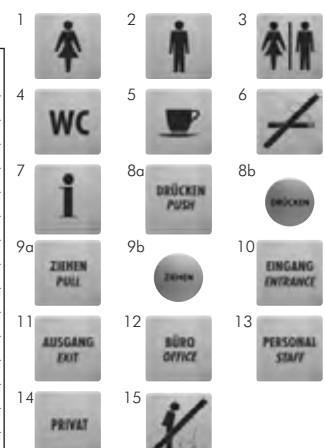 1 2 3
4 WC 5 6
7 8a DRÜCKEN PUSH 8b DRÜCKEN
9a ZIEHEN PULL 9b ZIEHEN 10 EINGANG ENTRANCE
11 AUSGANG EXIT 12 BÜRO OFFICE 13 PERSONAL STAFF
14 PRIVAT 15